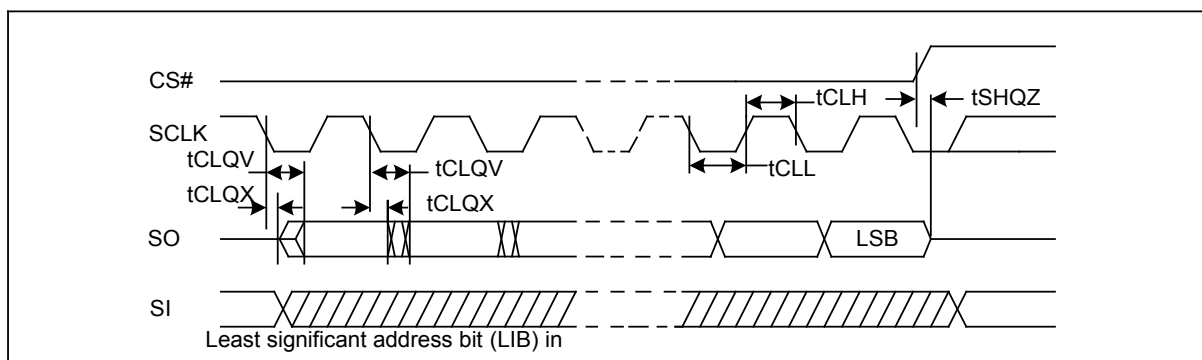 CS#
tCLH
tSHQZ
SCLK
tCLQV
tCLQV
tCLL
tCLQX
tCLQX
SO
LSB
SI
Least significant address bit (LIB) in